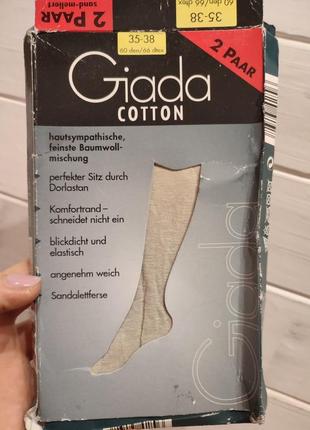 2 PAAR
sand-meliert
35-38
60 den/66 dtex
35-38
60 den/66 dtex
2 PAAR
Giada
COTTON
hautsympathische,
feinste Baumwoll-
mischung
perfekter Sitz durch
Dorlastan
Komfortrand –
schneidet nicht ein
blickdicht und
elastisch
angenehm weich
Sandalettferse
Giada